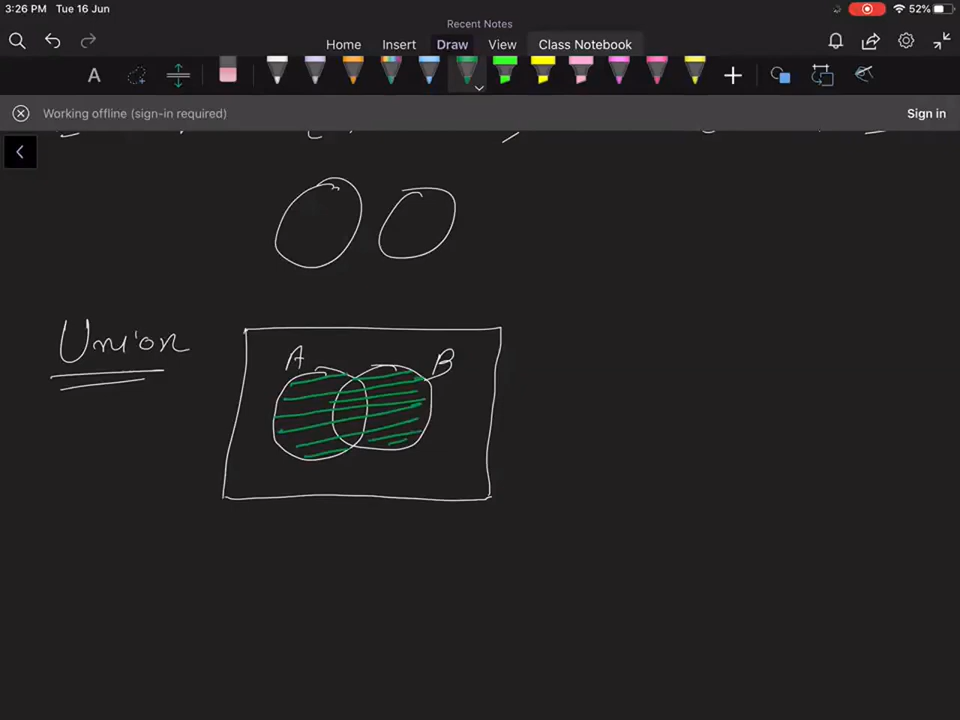 3:26 PM Tue 16 Jun
52%
Recent Notes
Home Insert Draw View Class Notebook
A
Working offline (sign-in required)
Sign in
Union
A B